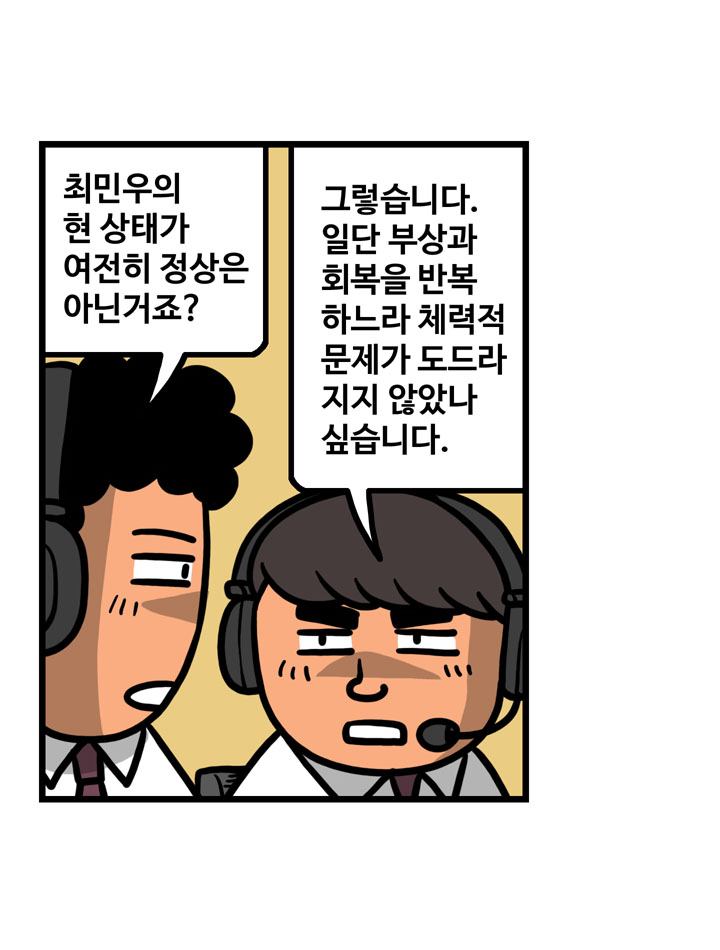 최민우의
현 상태가
여전히 정상은
아닌거죠?
그렇습니다.
일단 부상과
회복을 반복
하느라 체력적
문제가 도드라
지지 않았나
싶습니다.